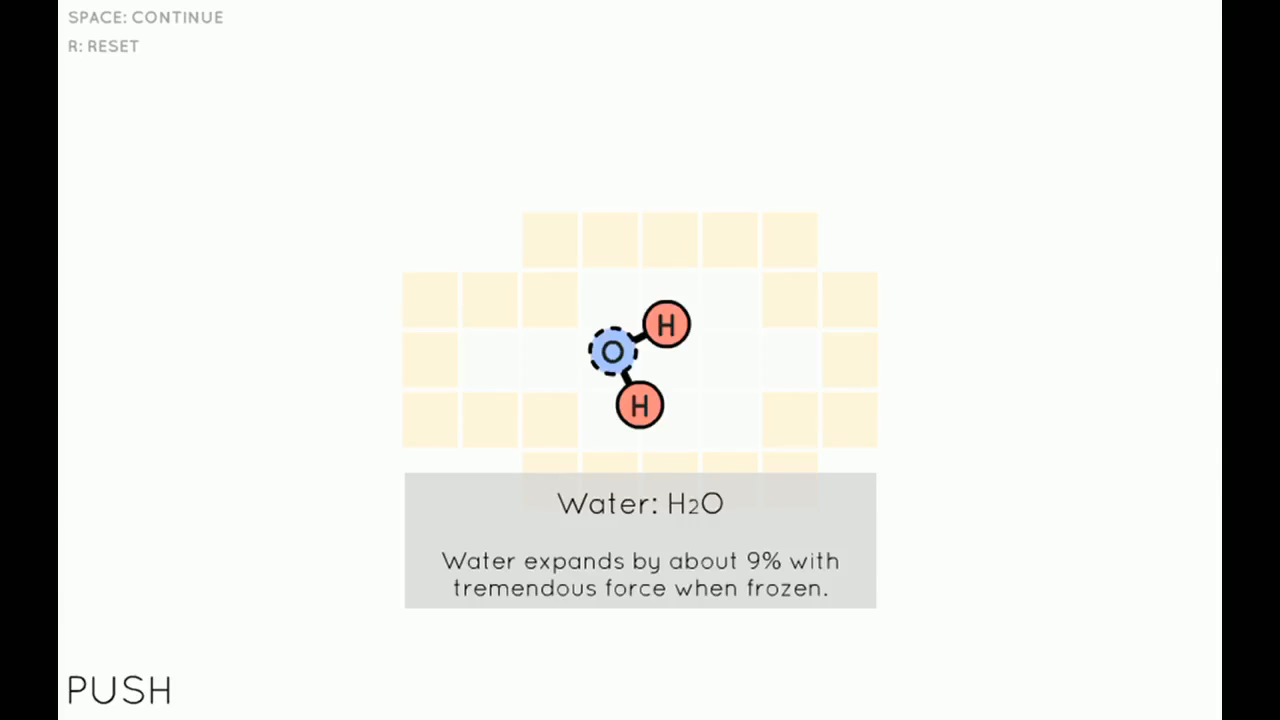 SPACE: CONTINUE
R: RESET
H
O
H
Water: H₂O
Water expands by about 9% with
tremendous force when frozen.
PUSH